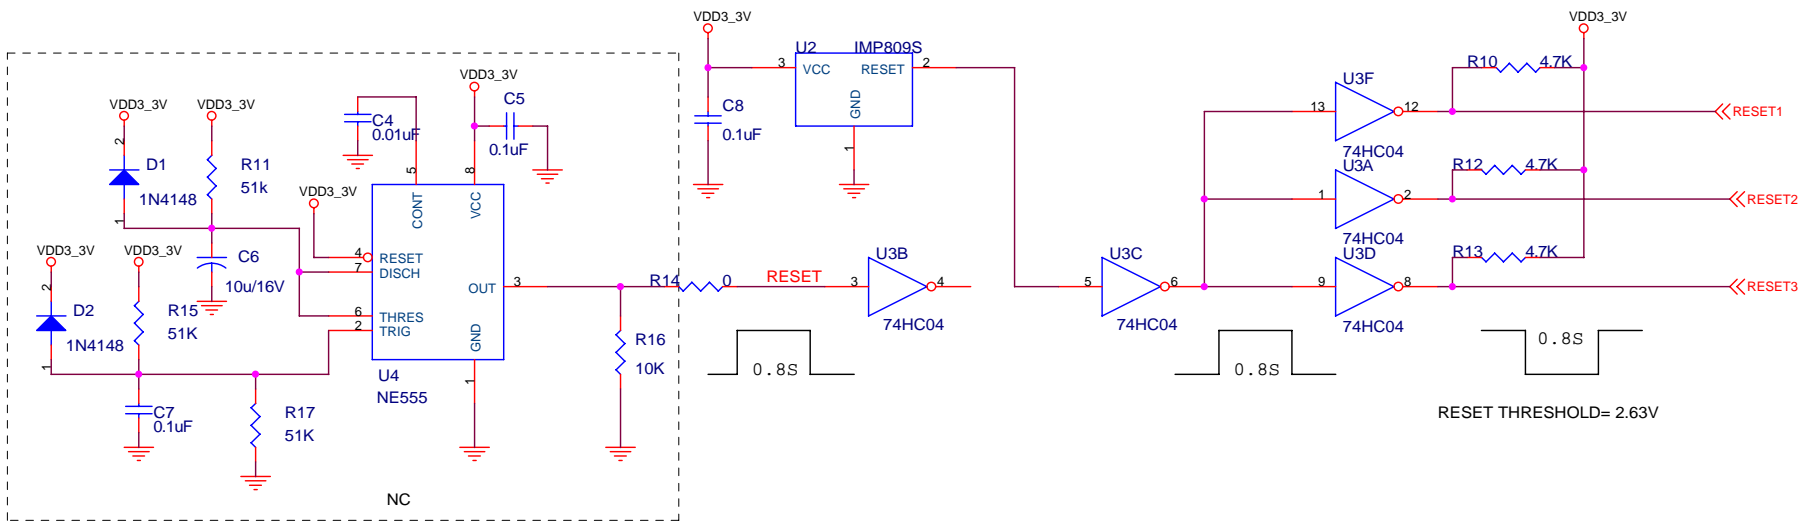 VDD3_3V
VDD3_3V
U2 IMP809S
3 VCC RESET 2
GND
1
C8
0.1uF
VDD3_3V
C5
0.1uF
C4
0.01uF
VDD3_3V
VDD3_3V
2
D1
1N4148
1
R11
51k
VDD3_3V
5
8
CONT
VCC
4 RESET
7 DISCH
OUT 3
6 THRES
2 TRIG
GND
1
U4
NE555
C6
10u/16V
VDD3_3V
VDD3_3V
2
D2
1N4148
1
R15
51K
C7
0.1uF
R17
51K
NC
R14 0
R16
10K
RESET
U3B
3
4
74HC04
0.8S
U3C
5
6
74HC04
0.8S
R10 4.7K
U3F
13
12
74HC04
RESET1
R12 4.7K
U3A
1
2
74HC04
RESET2
R13 4.7K
U3D
9
8
74HC04
RESET3
0.8S
RESET THRESHOLD= 2.63V